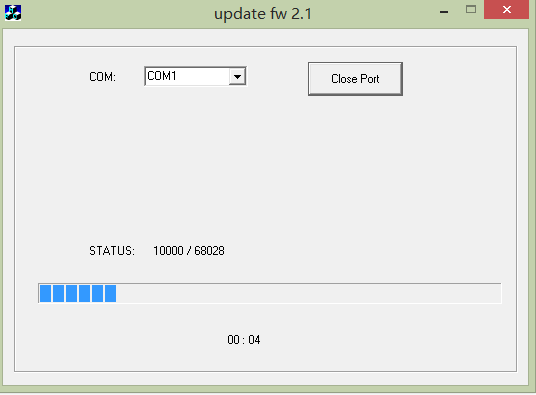 update fw 2.1
COM: COM1 Close Port
STATUS: 10000 / 68028
00 : 04